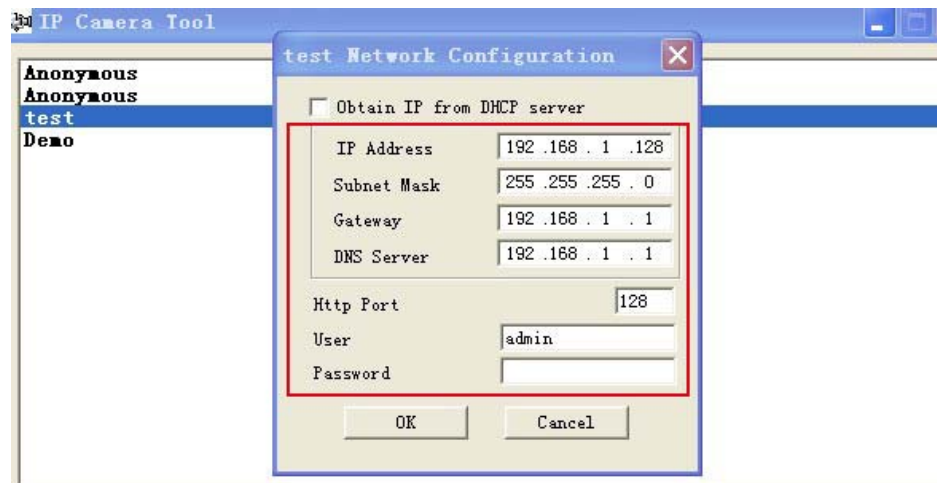 IP Camera Tool
Anonymous
Anonymous
test
Demo
test Network Configuration
Obtain IP from DHCP server
IP Address 192 .168 . 1 .128
Subnet Mask 255 .255 .255 . 0
Gateway 192 .168 . 1 . 1
DNS Server 192 .168 . 1 . 1
Http Port 128
User admin
Password
OK Cancel